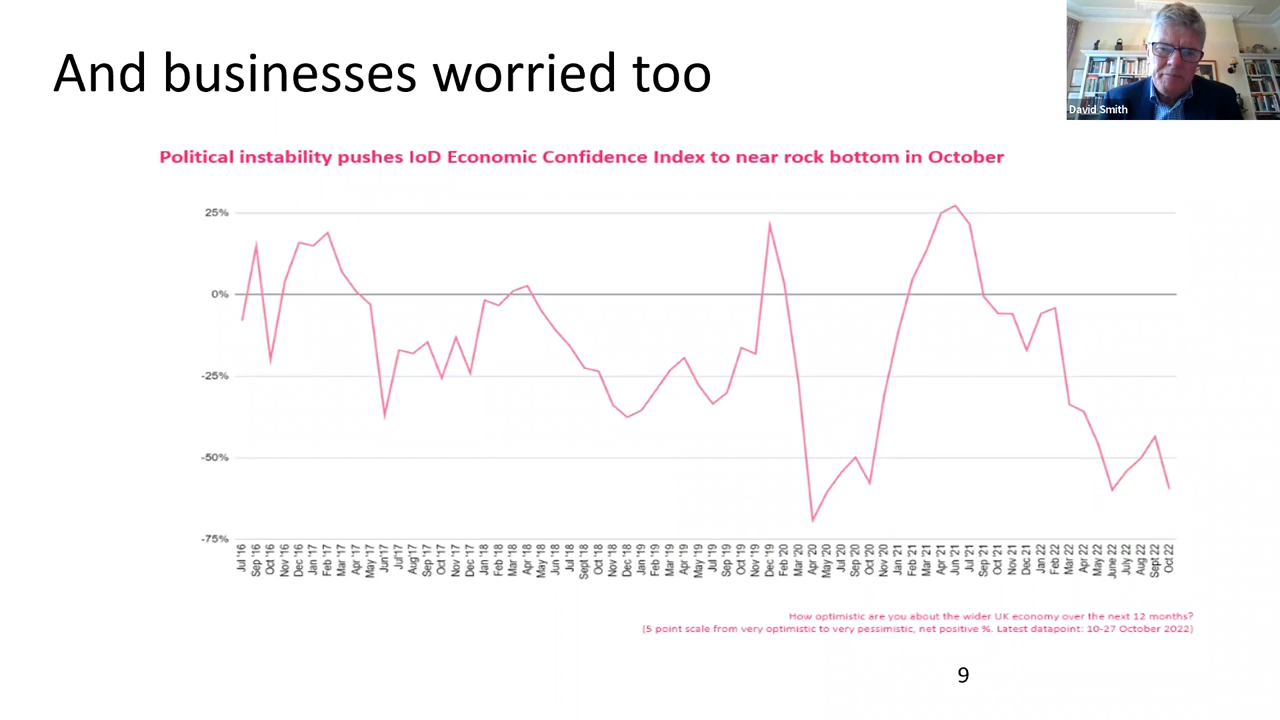 And businesses worried too
David Smith
Political instability pushes IoD Economic Confidence Index to near rock bottom in October
25%
0%
-25%
-50%
-75%
Jul '16
Sep '16
Oct '16
Nov '16
Dec '16
Jan '17
Feb '17
Mar '17
Apr '17
May '17
Jun'17
Jul'17
Aug'17
Sep '17
Oct '17
Nov '17
Dec '17
Jan '18
Feb '18
Mar '18
Apr '18
May '18
Jun '18
Jul '18
Sept '18
Oct '18
Nov '18
Dec '18
Jan '19
Feb '19
Mar '19
Apr '19
May '19
Jul '19
Sep '19
Oct '19
Nov '19
Dec '19
Feb '20
Mar '20
Apr '20
May '20
Jul '20
Sep '20
Oct '20
Nov '20
Jan '21
Feb '21
Mar '21
Apr '21
Jun '21
Jul '21
Sep '21
Oct 21
Nov 21
Dec 21
Jan 22
Feb 22
Mar 22
Apr 22
May 22
June 22
July 22
Aug 22
Sept 22
Oct 22
How optimistic are you about the wider UK economy over the next 12 months?
(5 point scale from very optimistic to very pessimistic, net positive %. Latest datapoint: 10-27 October 2022)
9